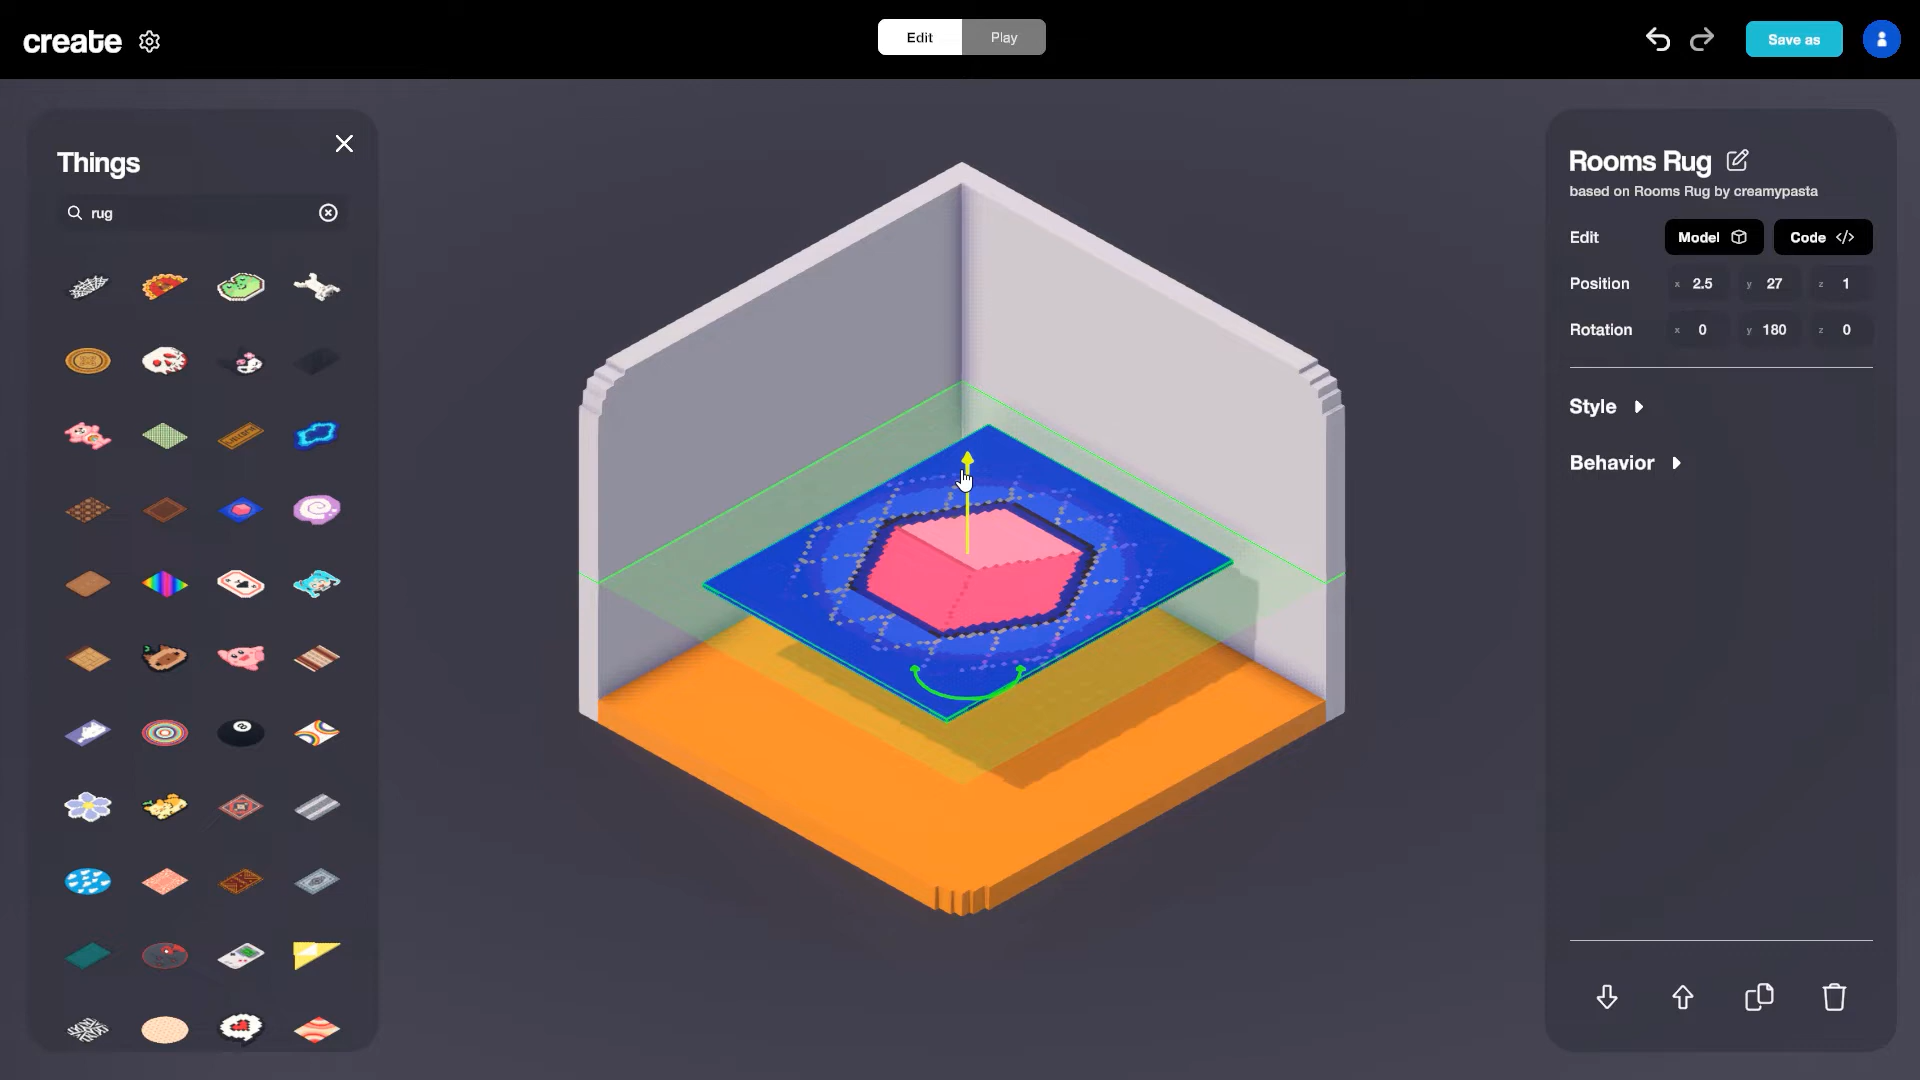 create
Edit
Play
Save as
Things
rug
Rooms Rug
based on Rooms Rug by creamypasta
Edit
Model
Code </>
Position
x 2.5
y 27
z 1
Rotation
x 0
y 180
z 0
Style
Behavior
8